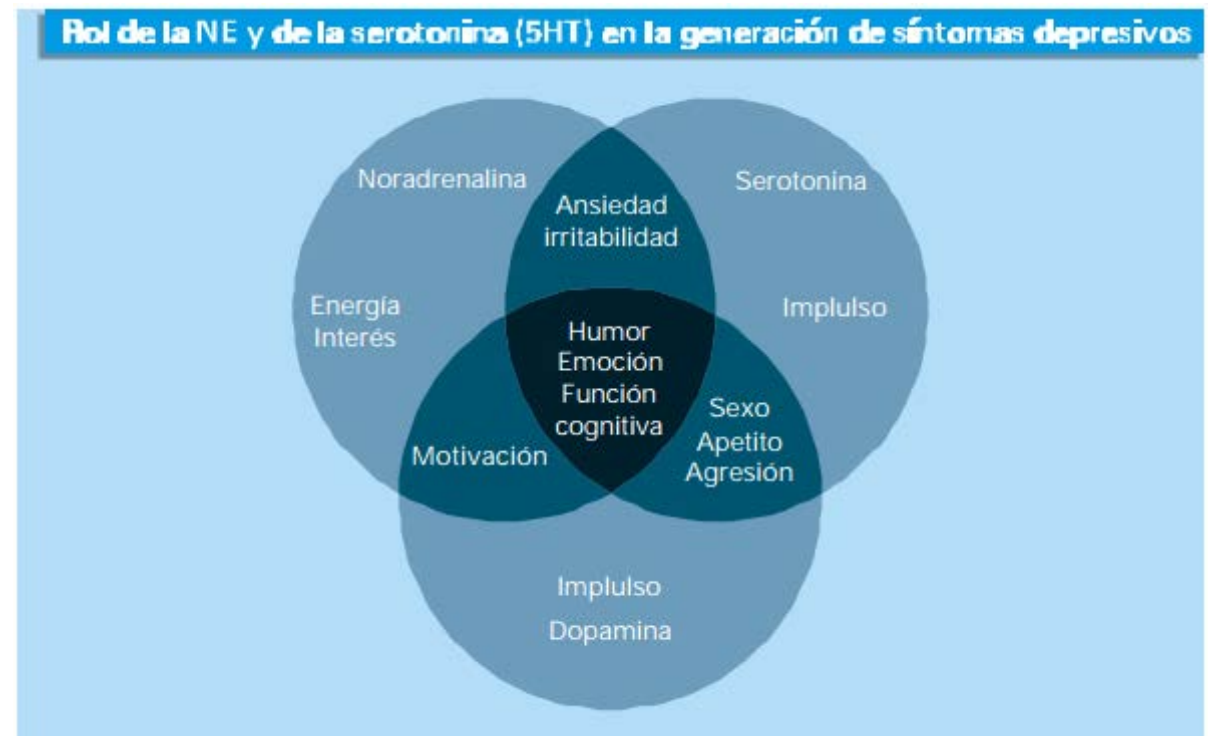 Rol de la NE y de la serotonina (5HT) en la generación de síntomas depresivos
Noradrenalina
Serotonina
Ansiedad
irritabilidad
Energía
Interés
Implulso
Humor
Emoción
Función
cognitiva
Motivación
Sexo
Apetito
Agresión
Implulso
Dopamina